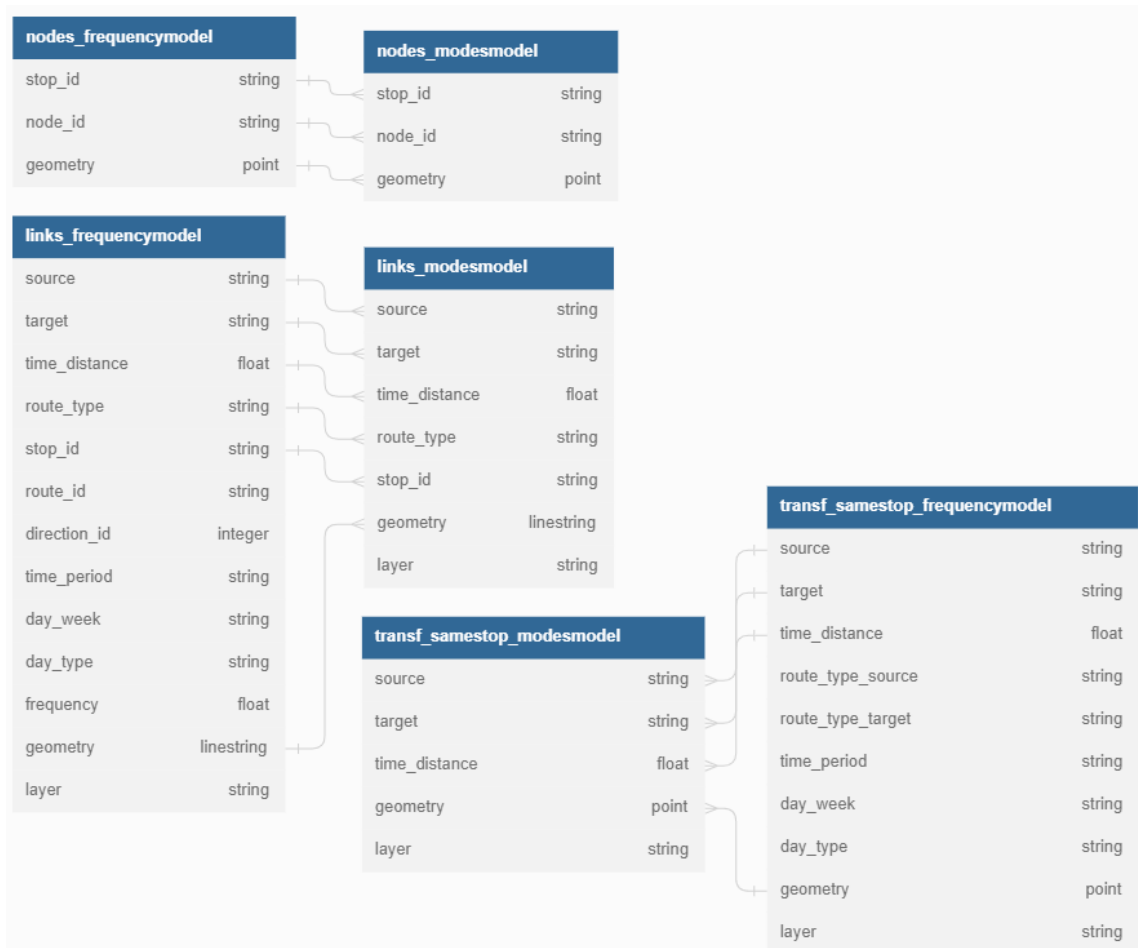 nodes_frequencymodel
stop_id string
node_id string
geometry point
nodes_modesmodel
stop_id string
node_id string
geometry point
links_frequencymodel
source string
target string
time_distance float
route_type string
stop_id string
route_id string
direction_id integer
time_period string
day_week string
day_type string
frequency float
geometry linestring
layer string
links_modesmodel
source string
target string
time_distance float
route_type string
stop_id string
geometry linestring
layer string
transf_samestop_modesmodel
source string
target string
time_distance float
geometry point
layer string
transf_samestop_frequencymodel
source string
target string
time_distance float
route_type_source string
route_type_target string
time_period string
day_week string
day_type string
geometry point
layer string